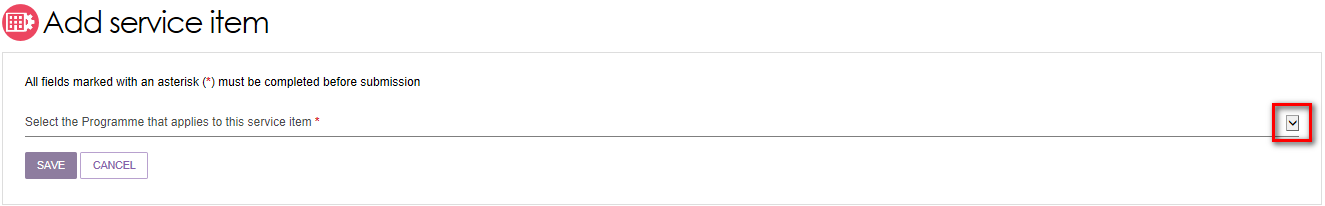 Add service item
All fields marked with an asterisk (*) must be completed before submission
Select the Programme that applies to this service item *
SAVE CANCEL